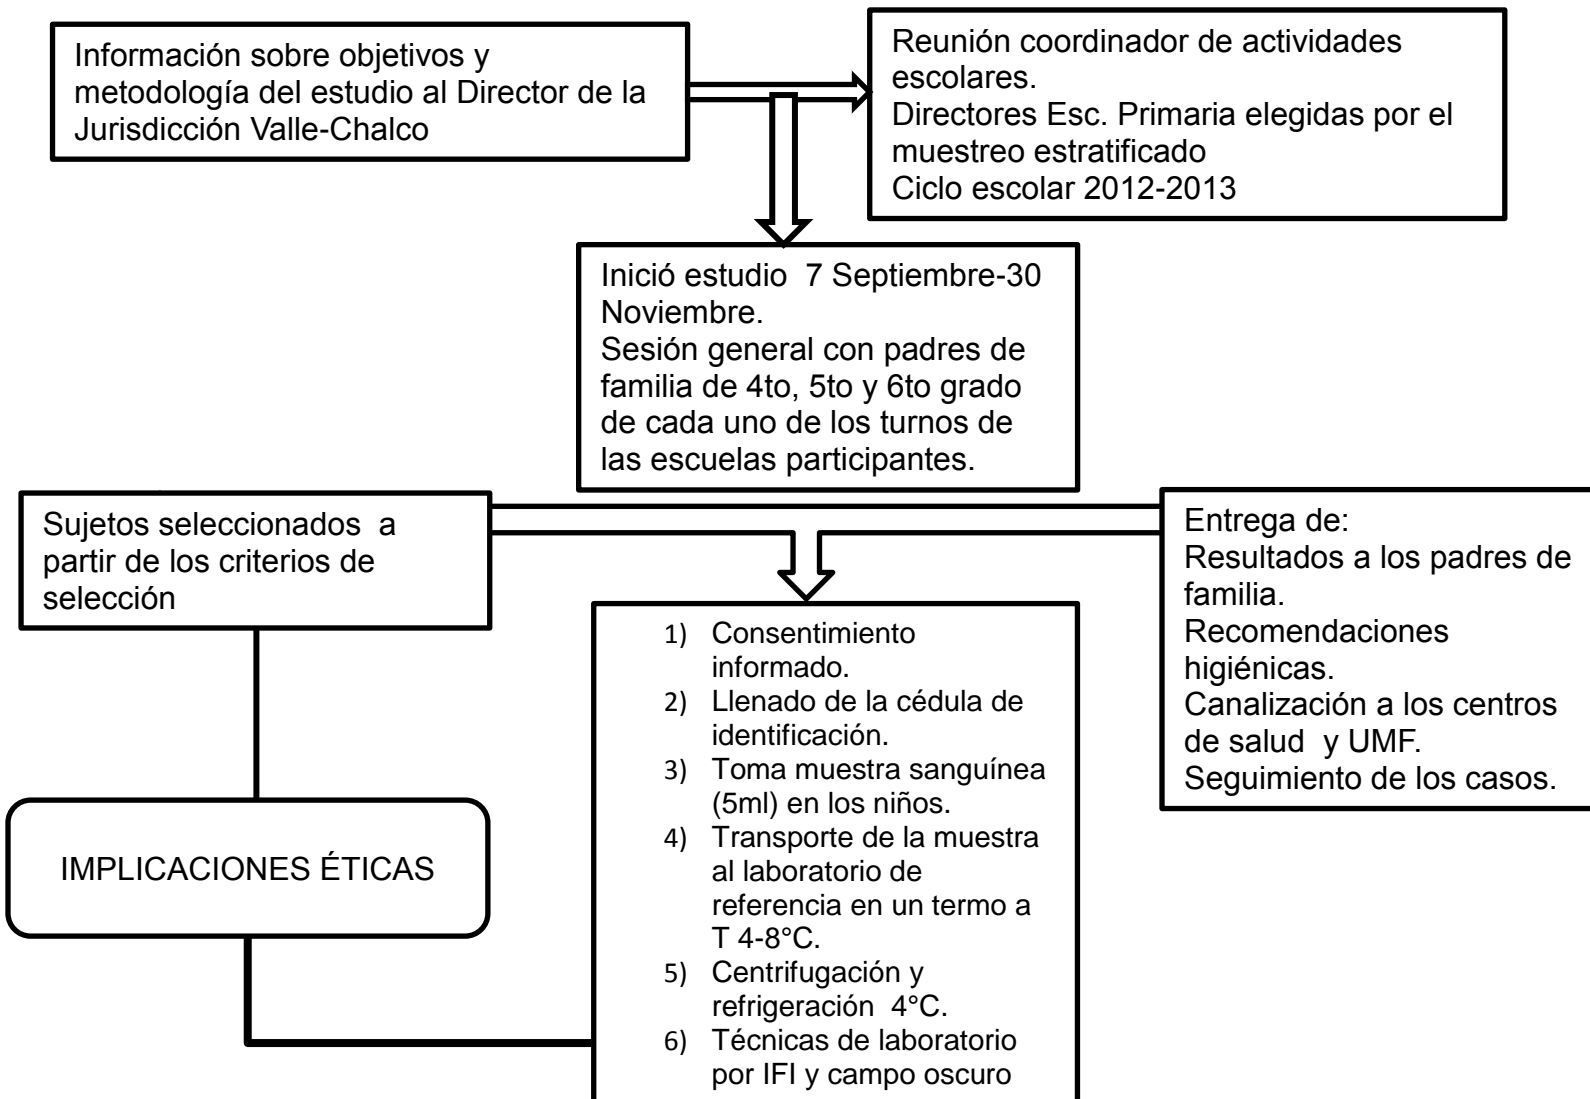 Información sobre objetivos y
metodología del estudio al Director de la
Jurisdicción Valle-Chalco
Reunión coordinador de actividades
escolares.
Directores Esc. Primaria elegidas por el
muestreo estratificado
Ciclo escolar 2012-2013
Inició estudio  7 Septiembre-30
Noviembre.
Sesión general con padres de
familia de 4to, 5to y 6to grado
de cada uno de los turnos de
las escuelas participantes.
Sujetos seleccionados  a
partir de los criterios de
selección
Entrega de:
Resultados a los padres de
familia.
Recomendaciones
higiénicas.
Canalización a los centros
de salud  y UMF.
Seguimiento de los casos.
1) Consentimiento
informado.
2) Llenado de la cédula de
identificación.
3) Toma muestra sanguínea
(5ml) en los niños.
4) Transporte de la muestra
al laboratorio de
referencia en un termo a
T 4-8°C.
5) Centrifugación y
refrigeración  4°C.
6) Técnicas de laboratorio
por IFI y campo oscuro
IMPLICACIONES ÉTICAS